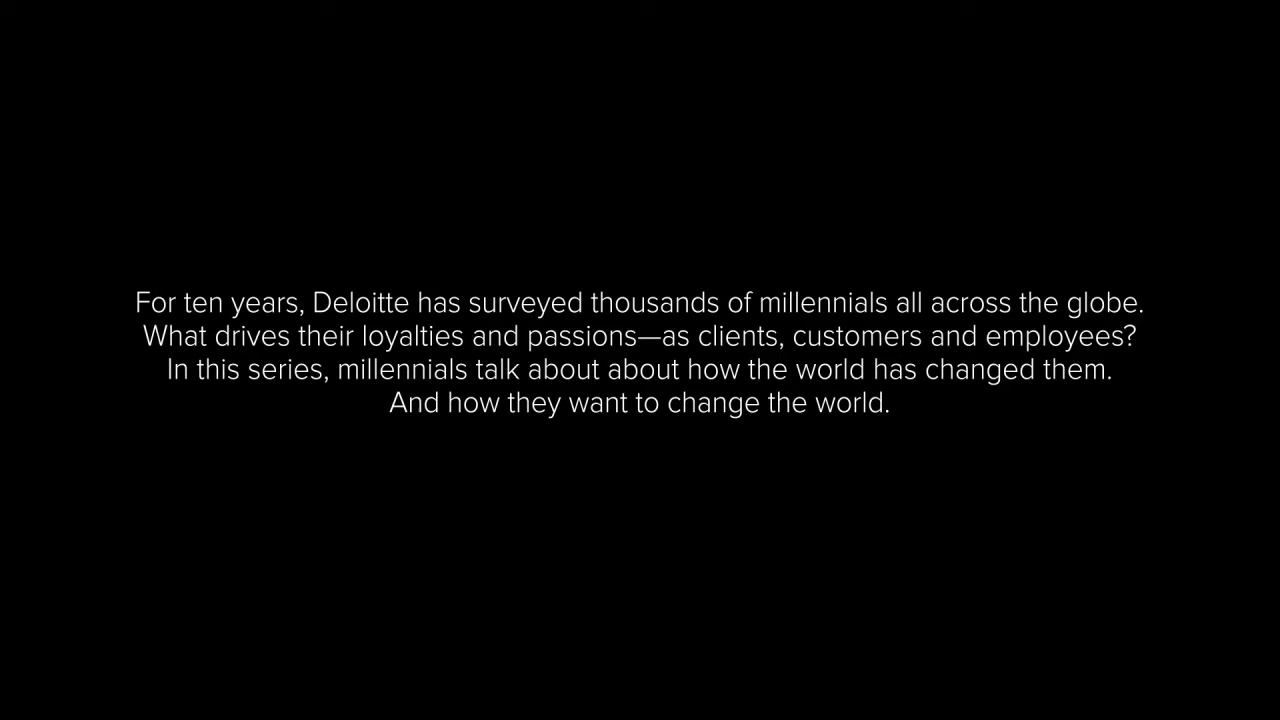 For ten years, Deloitte has surveyed thousands of millennials all across the globe.
What drives their loyalties and passions—as clients, customers and employees?
In this series, millennials talk about about how the world has changed them.
And how they want to change the world.